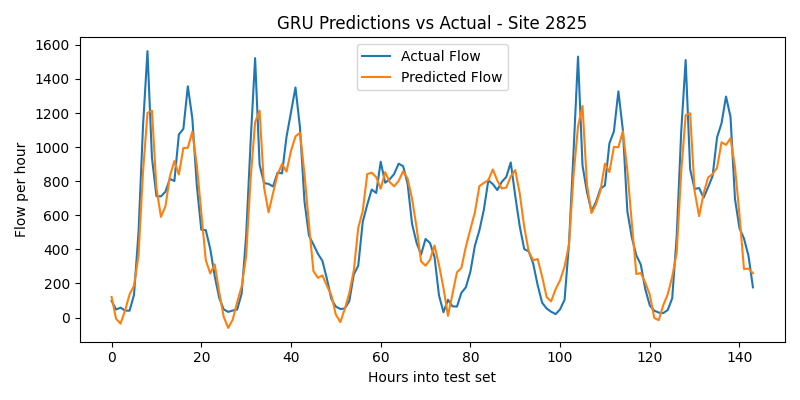 GRU Predictions vs Actual - Site 2825
Actual Flow
Predicted Flow
Flow per hour
1600
1400
1200
1000
800
600
400
200
0
0 20 40 60 80 100 120 140
Hours into test set